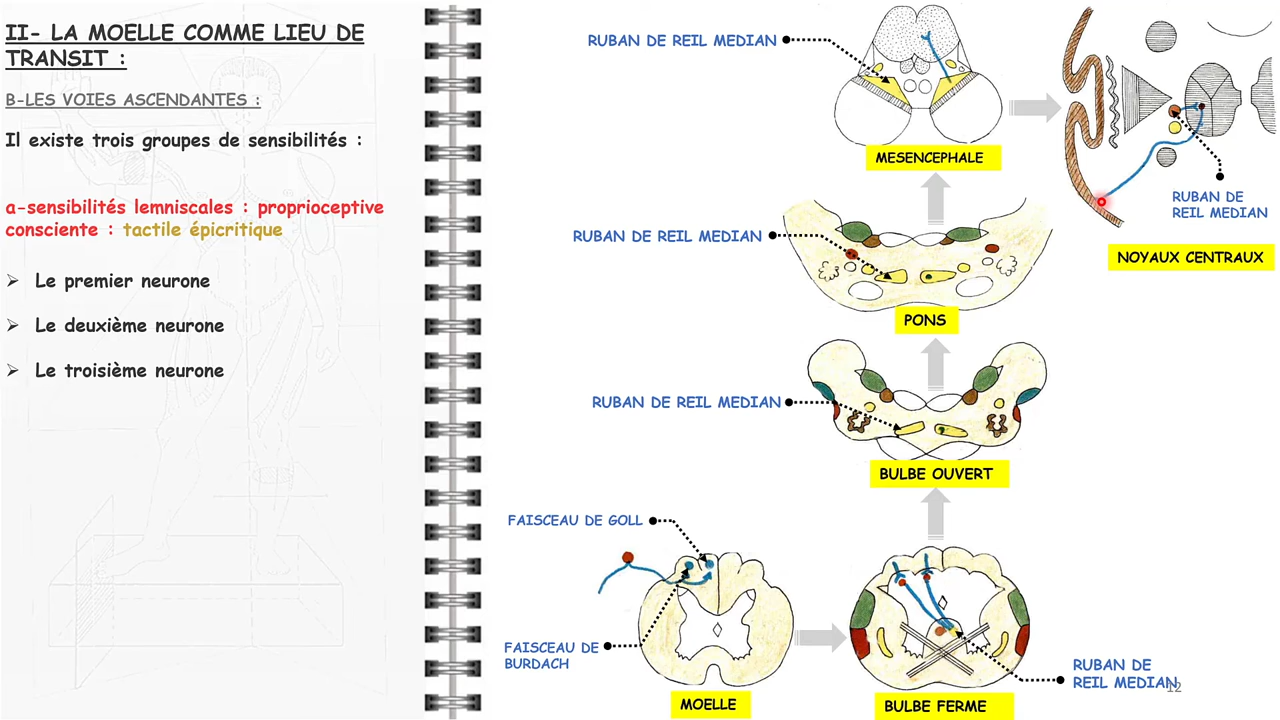 II- LA MOELLE COMME LIEU DE
TRANSIT :
B-LES VOIES ASCENDANTES :
Il existe trois groupes de sensibilités :
a-sensibilités lemniscales : proprioceptive
consciente : tactile épicritique
➢ Le premier neurone
➢ Le deuxième neurone
➢ Le troisième neurone
RUBAN DE REIL MEDIAN
MESENCEPHALE
RUBAN DE
REIL MEDIAN
NOYAUX CENTRAUX
RUBAN DE REIL MEDIAN
PONS
RUBAN DE REIL MEDIAN
BULBE OUVERT
FAISCEAU DE GOLL
FAISCEAU DE
BURDACH
MOELLE
BULBE FERME
RUBAN DE
REIL MEDIAN
12